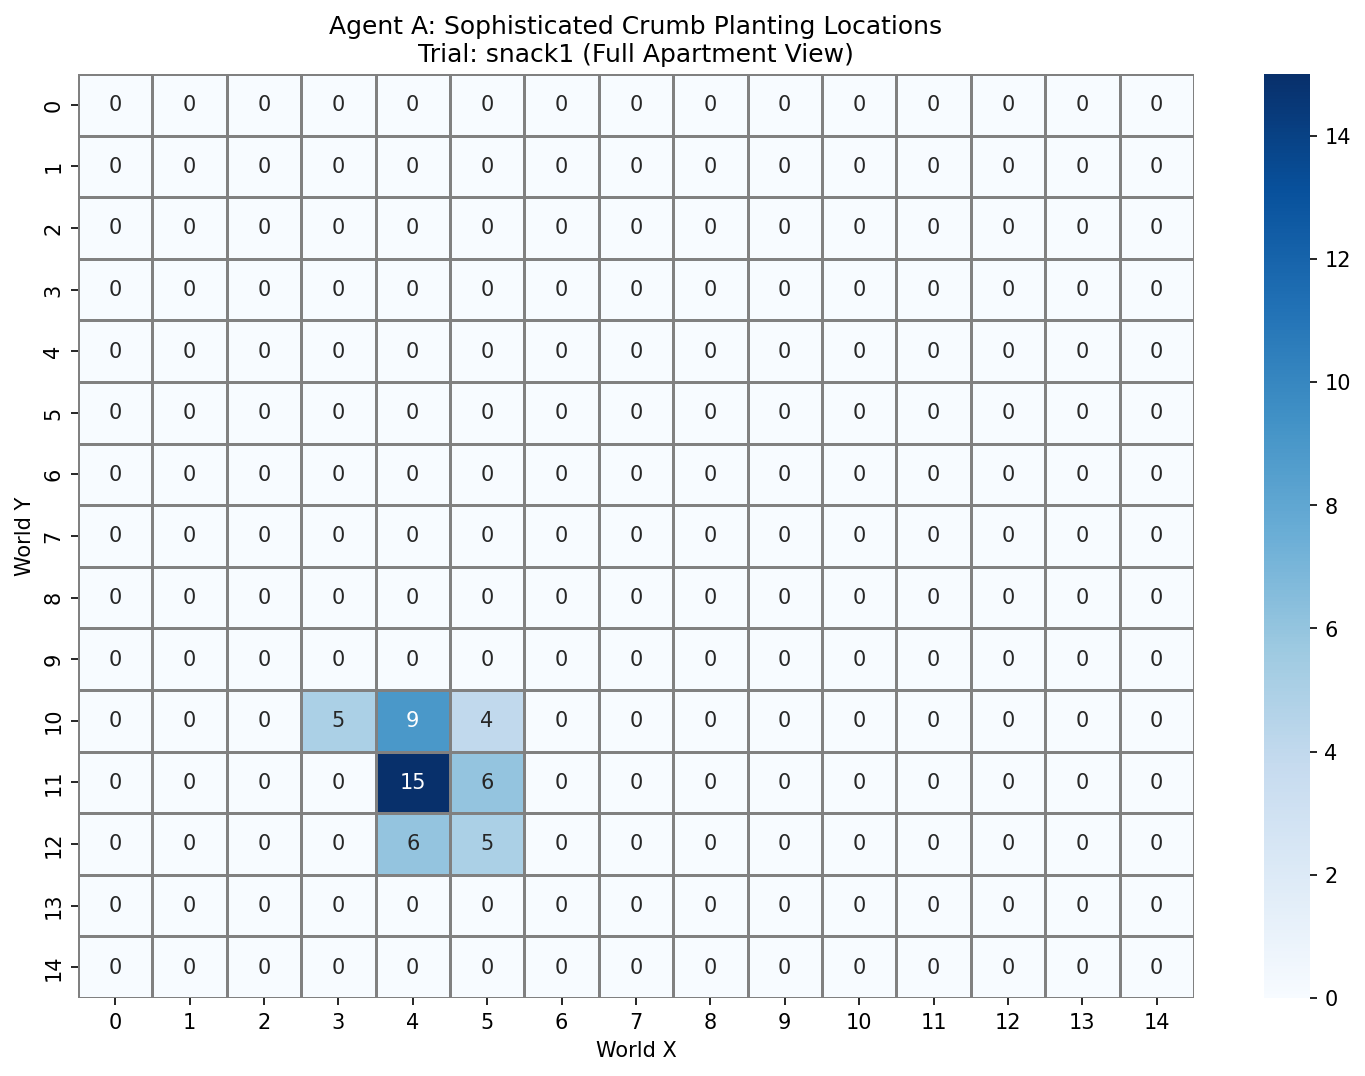 Agent A: Sophisticated Crumb Planting Locations
Trial: snack1 (Full Apartment View)
0 0 0 0 0 0 0 0 0 0 0 0 0 0 0 0
1 0 0 0 0 0 0 0 0 0 0 0 0 0 0 0
2 0 0 0 0 0 0 0 0 0 0 0 0 0 0 0
3 0 0 0 0 0 0 0 0 0 0 0 0 0 0 0
4 0 0 0 0 0 0 0 0 0 0 0 0 0 0 0
5 0 0 0 0 0 0 0 0 0 0 0 0 0 0 0
6 0 0 0 0 0 0 0 0 0 0 0 0 0 0 0
7 0 0 0 0 0 0 0 0 0 0 0 0 0 0 0
8 0 0 0 0 0 0 0 0 0 0 0 0 0 0 0
9 0 0 0 0 0 0 0 0 0 0 0 0 0 0 0
10 0 0 0 5 9 4 0 0 0 0 0 0 0 0 0
11 0 0 0 0 15 6 0 0 0 0 0 0 0 0 0
12 0 0 0 0 6 5 0 0 0 0 0 0 0 0 0
13 0 0 0 0 0 0 0 0 0 0 0 0 0 0 0
14 0 0 0 0 0 0 0 0 0 0 0 0 0 0 0
0 1 2 3 4 5 6 7 8 9 10 11 12 13 14
World X
World Y
14
12
10
8
6
4
2
0